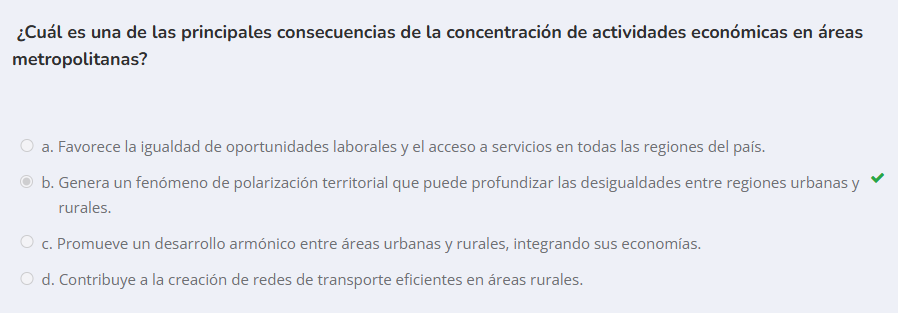 ¿Cuál es una de las principales consecuencias de la concentración de actividades económicas en áreas
metropolitanas?
a. Favorece la igualdad de oportunidades laborales y el acceso a servicios en todas las regiones del país.
b. Genera un fenómeno de polarización territorial que puede profundizar las desigualdades entre regiones urbanas y
rurales.
c. Promueve un desarrollo armónico entre áreas urbanas y rurales, integrando sus economías.
d. Contribuye a la creación de redes de transporte eficientes en áreas rurales.